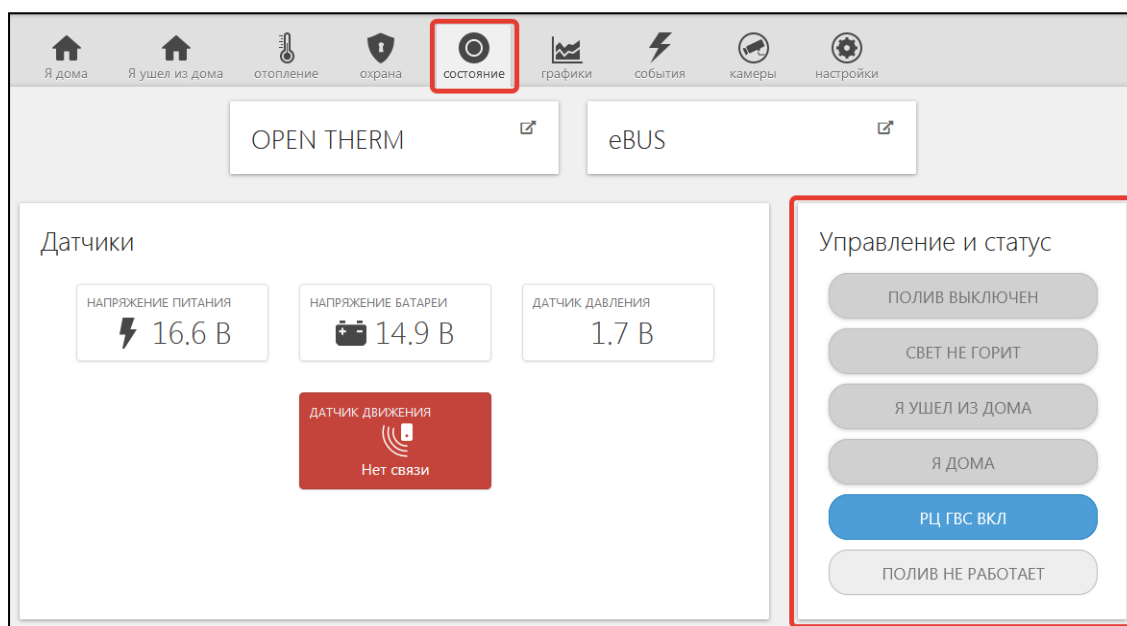 Я дома
Я ушел из дома
отопление
охрана
состояние
графики
события
камеры
настройки
OPEN THERM
eBUS
Датчики
НАПРЯЖЕНИЕ ПИТАНИЯ
16.6 В
НАПРЯЖЕНИЕ БАТАРЕИ
14.9 В
ДАТЧИК ДАВЛЕНИЯ
1.7 В
ДАТЧИК ДВИЖЕНИЯ
Нет связи
Управление и статус
ПОЛИВ ВЫКЛЮЧЕН
СВЕТ НЕ ГОРИТ
Я УШЕЛ ИЗ ДОМА
Я ДОМА
РЦ ГВС ВКЛ
ПОЛИВ НЕ РАБОТАЕТ